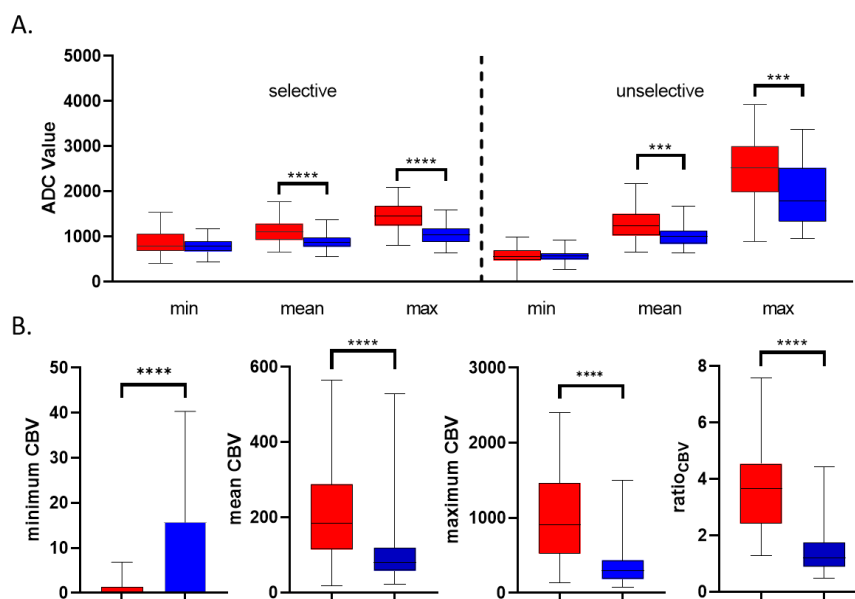 A.
5000
4000
3000
2000
1000
0
ADC Value
selective
unselective
****
****
***
***
min
mean
max
min
mean
max
B.
50
40
30
20
10
0
minimum CBV
****
600
400
200
0
mean CBV
****
3000
2000
1000
0
maximum CBV
****
8
6
4
2
0
ratioCBV
****